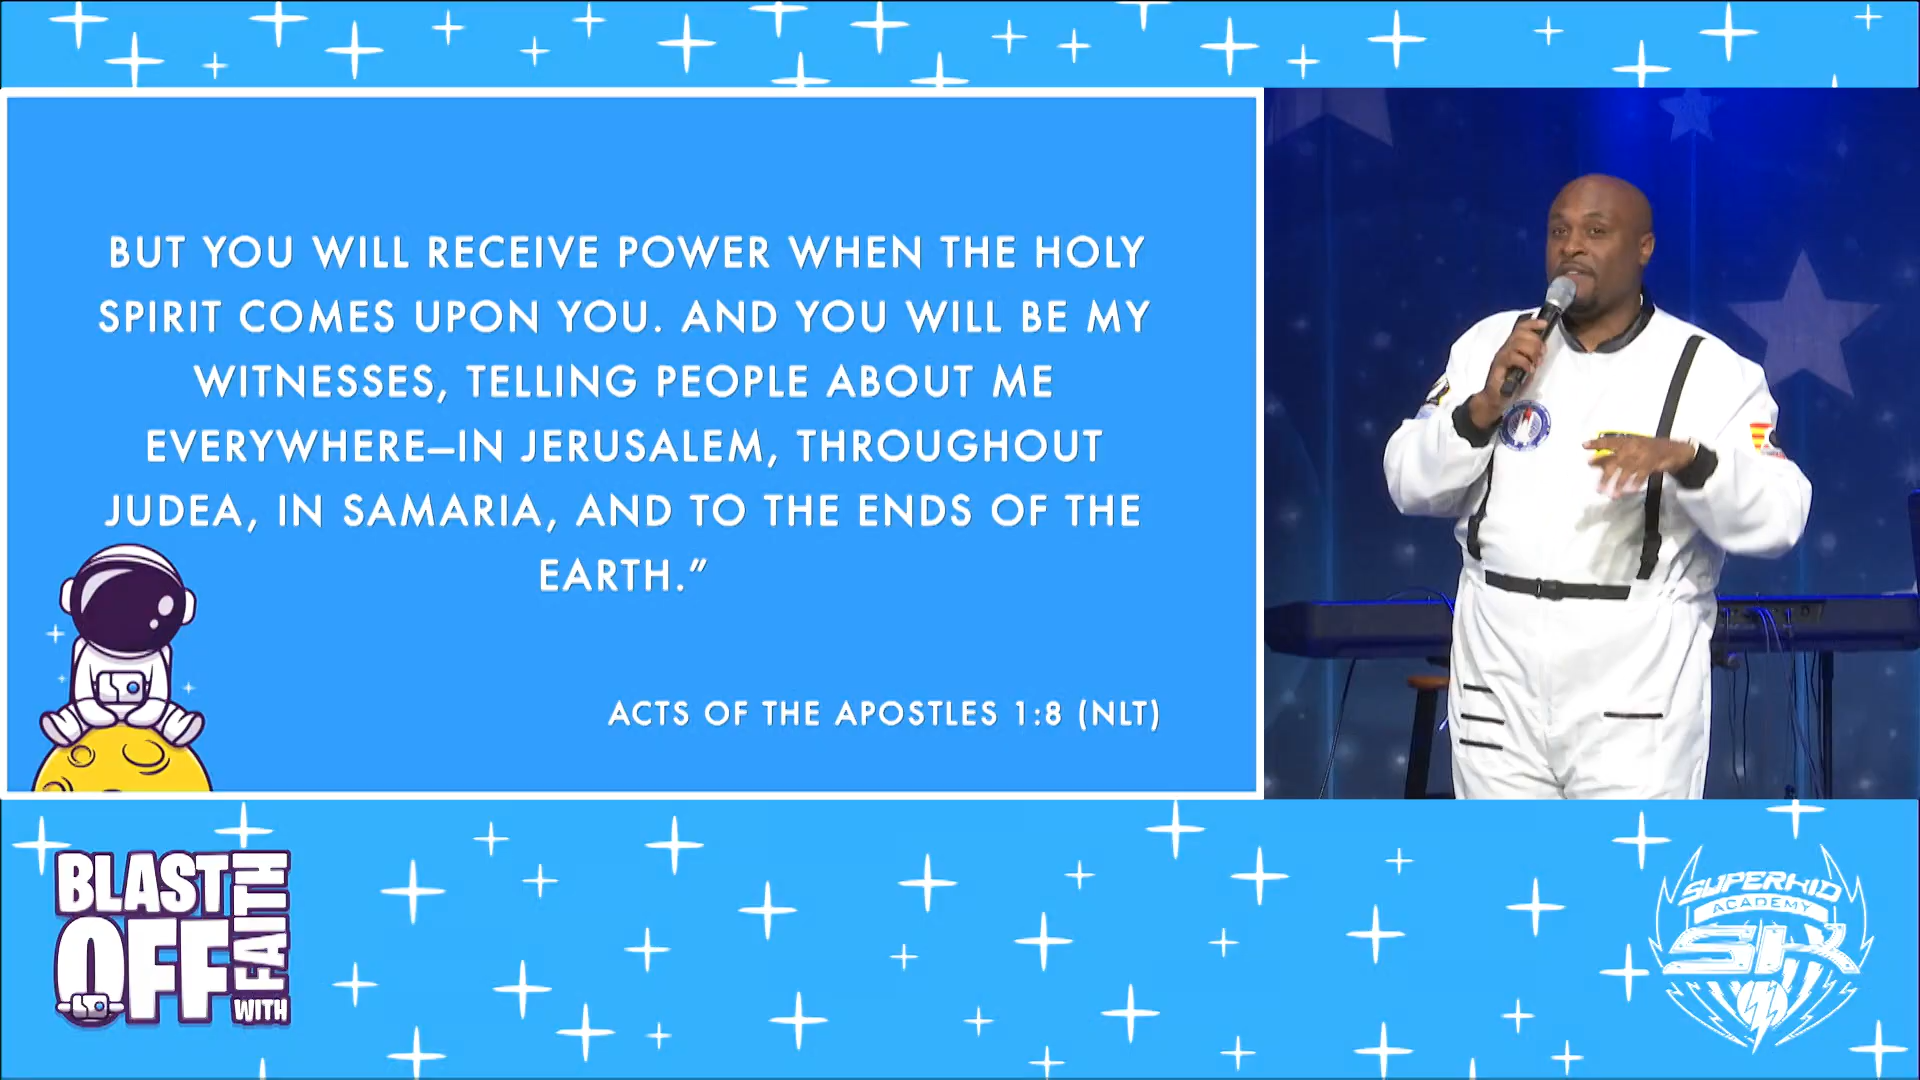 BUT YOU WILL RECEIVE POWER WHEN THE HOLY
SPIRIT COMES UPON YOU. AND YOU WILL BE MY
WITNESSES, TELLING PEOPLE ABOUT ME
EVERYWHERE—IN JERUSALEM, THROUGHOUT
JUDEA, IN SAMARIA, AND TO THE ENDS OF THE
EARTH.”
ACTS OF THE APOSTLES 1:8 (NLT)
BLAST
OFF
WITH FAITH
SUPERKID
ACADEMY
SK